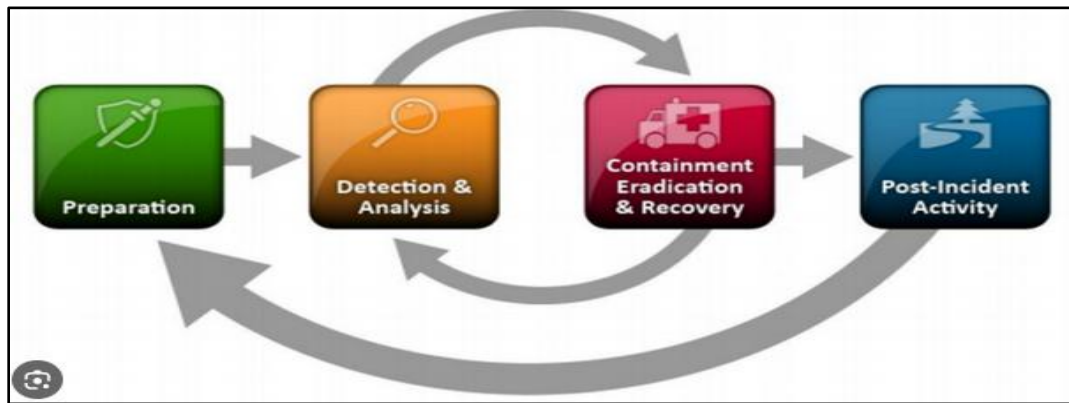 Preparation
Detection &
Analysis
Containment
Eradication
& Recovery
Post-Incident
Activity